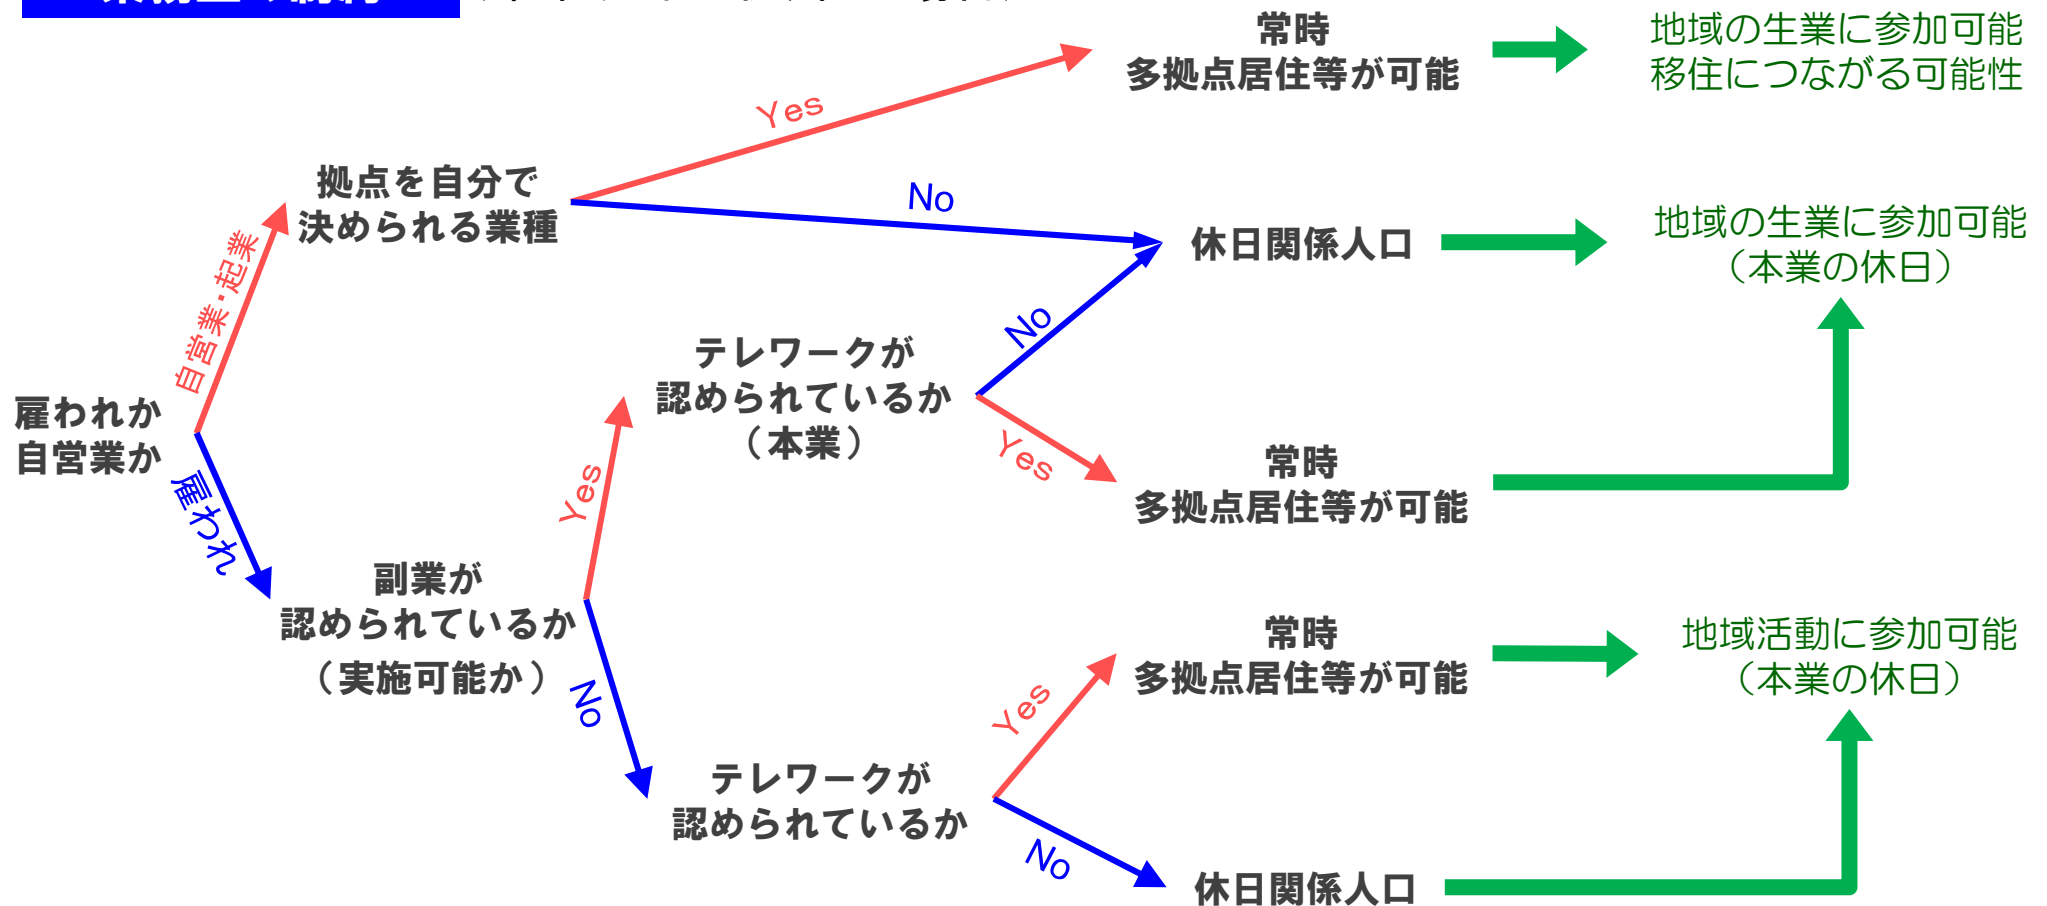 常時
多拠点居住等が可能
地域の生業に参加可能
移住につながる可能性
Yes
拠点を自分で
決められる業種
No
休日関係人口
地域の生業に参加可能
（本業の休日）
自営業・起業
雇われか
自営業か
雇われ
テレワークが
認められているか
（本業）
No
Yes
常時
多拠点居住等が可能
Yes
副業が
認められているか
（実施可能か）
No
常時
多拠点居住等が可能
地域活動に参加可能
（本業の休日）
Yes
テレワークが
認められているか
No
休日関係人口